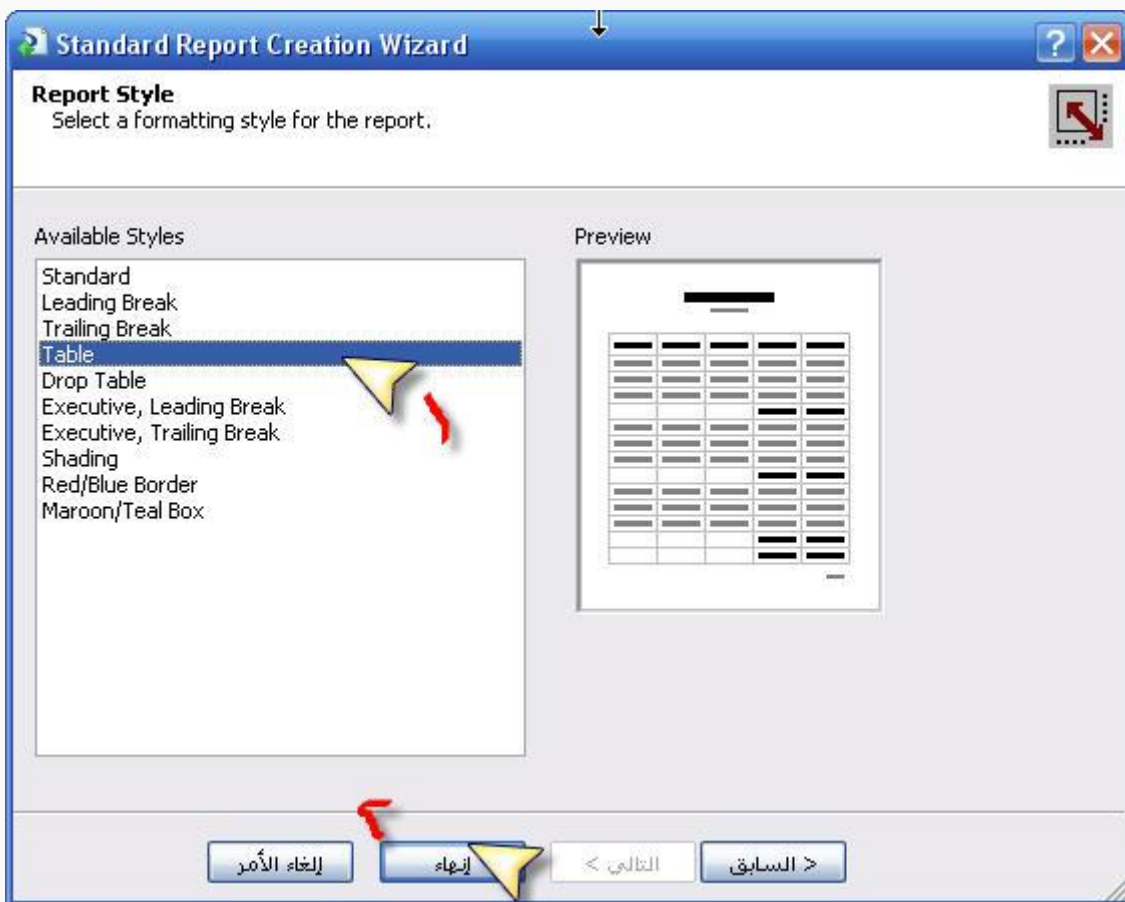 Standard Report Creation Wizard
Report Style
Select a formatting style for the report.
Available Styles
Preview
Standard
Leading Break
Trailing Break
Table
Drop Table
Executive, Leading Break
Executive, Trailing Break
Shading
Red/Blue Border
Maroon/Teal Box
١
٢
< السابق
التالي >
إنهاء
إلغاء الأمر